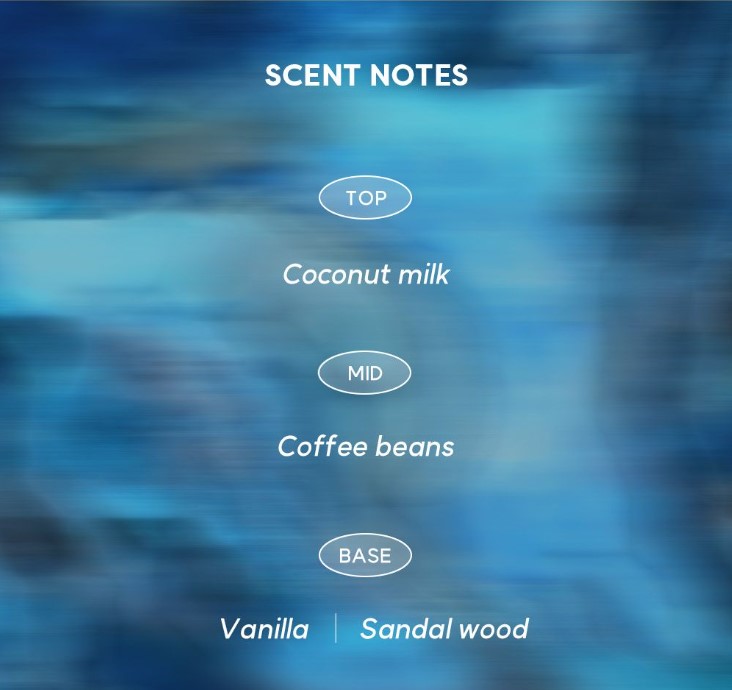 SCENT NOTES
TOP
Coconut milk
MID
Coffee beans
BASE
Vanilla | Sandal wood